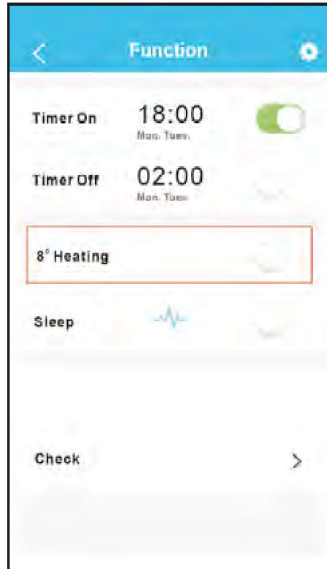 Function
Timer On 18:00
Mon. Tues.
Timer Off 02:00
Mon. Tues.
8° Heating
Sleep
Check